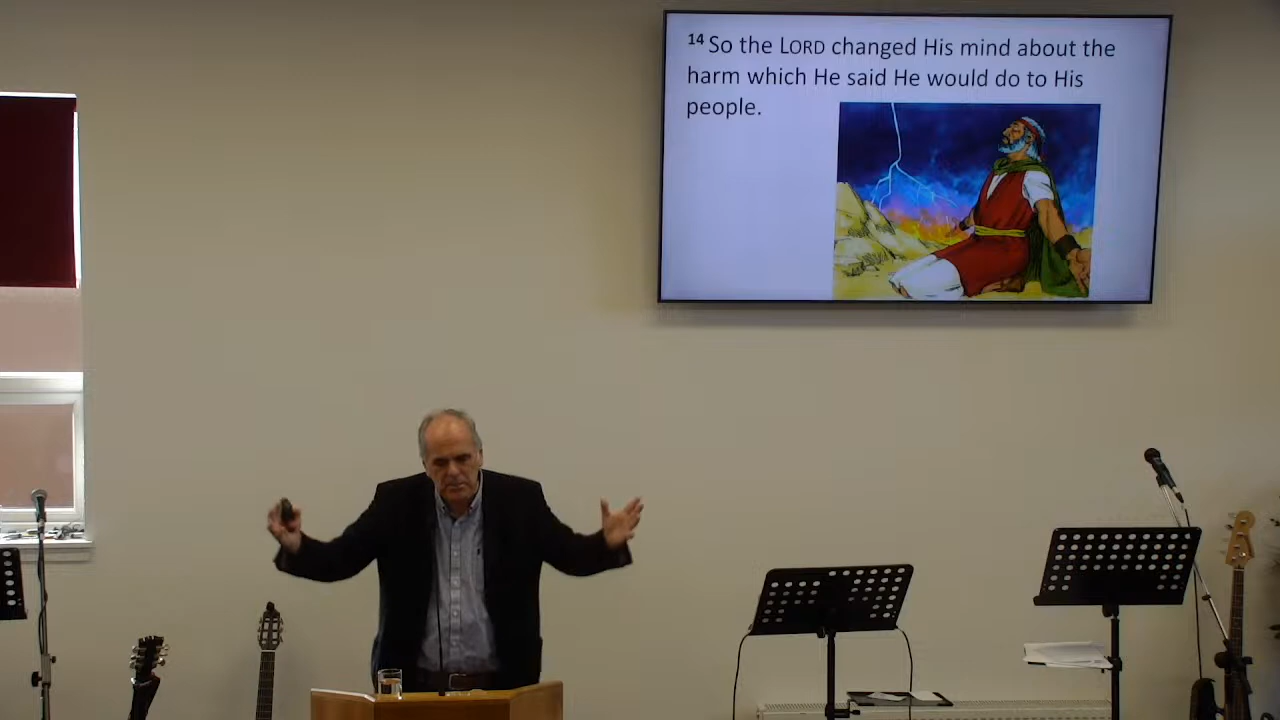 14 So the LORD changed His mind about the
harm which He said He would do to His
people.